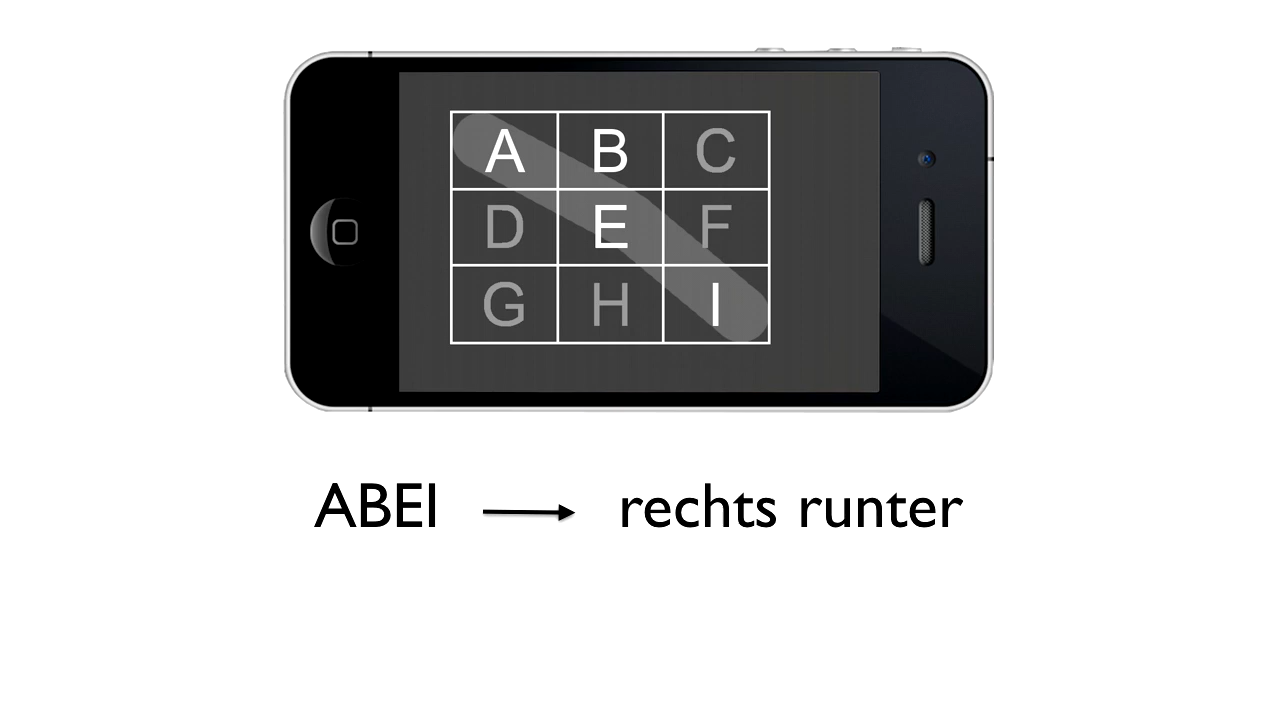 A B C
D E F
G H I
ABEI → rechts runter